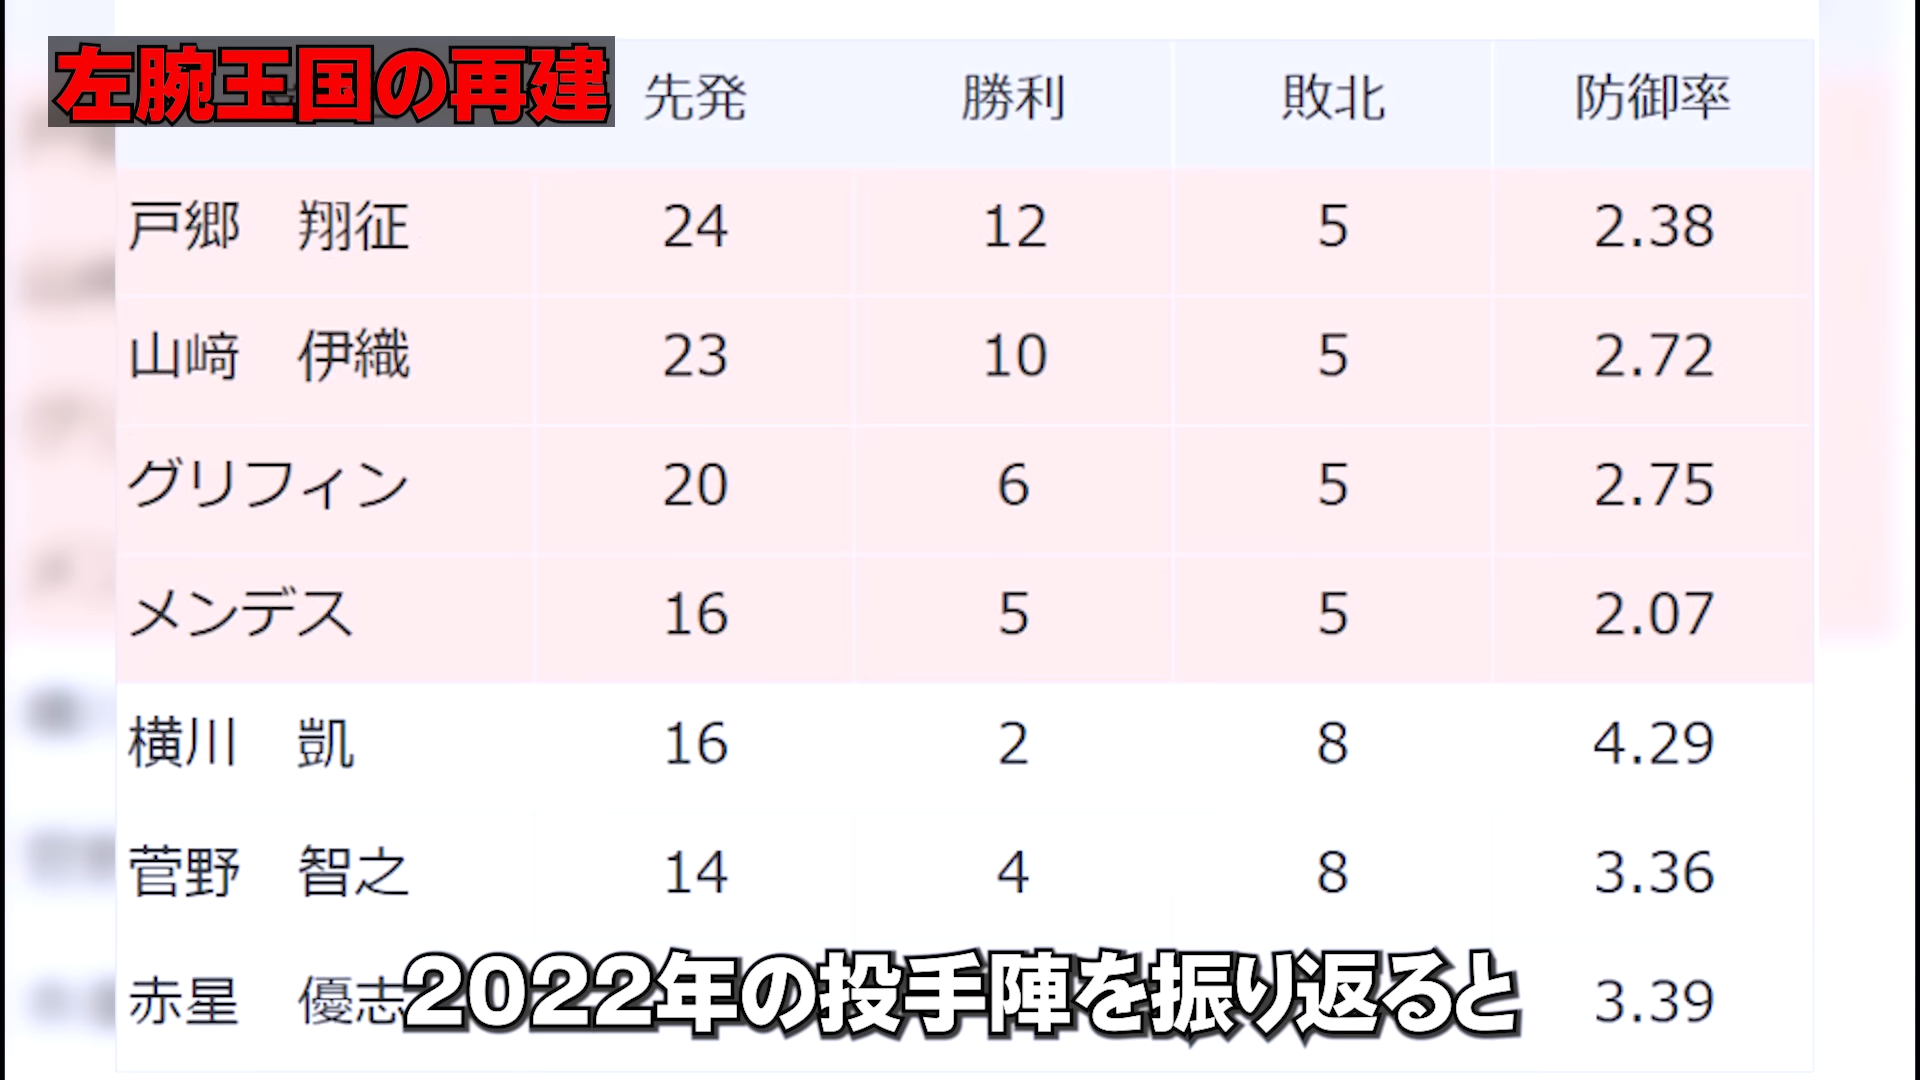 左腕王国の再建
先発 勝利 敗北 防御率
戸郷 翔征 24 12 5 2.38
山﨑 伊織 23 10 5 2.72
グリフィン 20 6 5 2.75
メンデス 16 5 5 2.07
横川 凱 16 2 8 4.29
菅野 智之 14 4 8 3.36
赤星 優志 3.39
2022年の投手陣を振り返ると